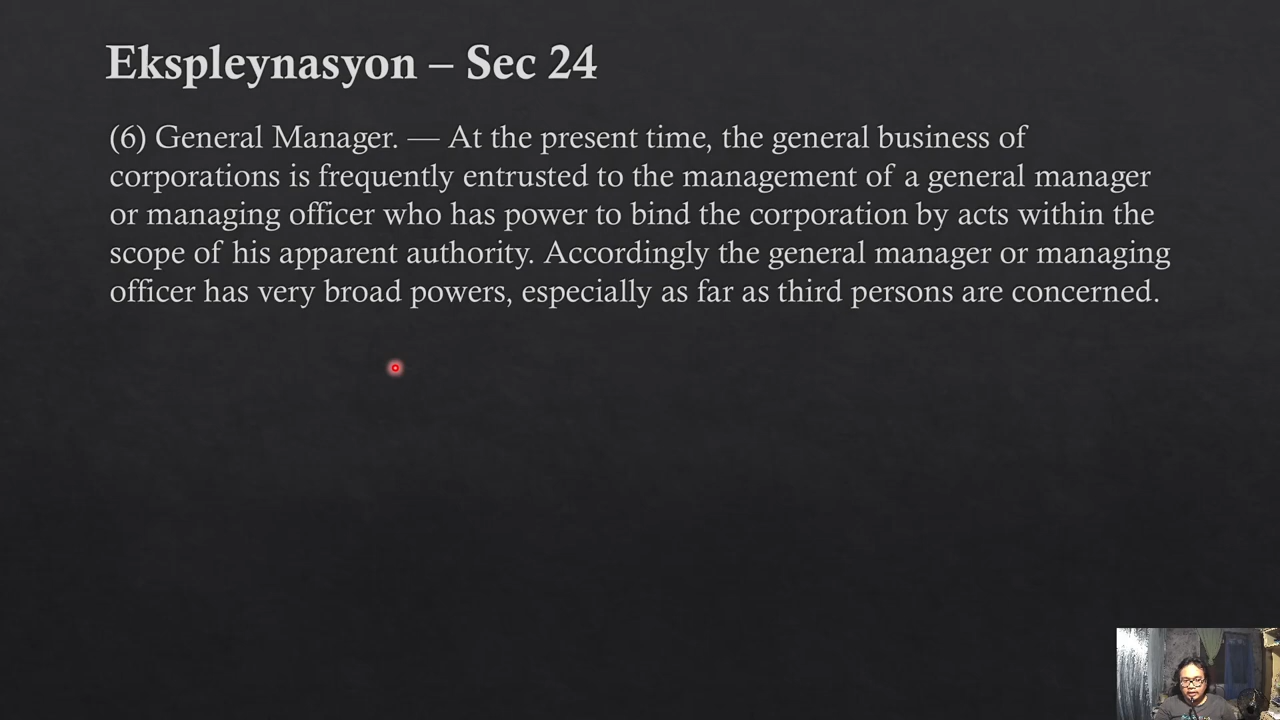 Ekspleynasyon – Sec 24
(6) General Manager. — At the present time, the general business of
corporations is frequently entrusted to the management of a general manager
or managing officer who has power to bind the corporation by acts within the
scope of his apparent authority. Accordingly the general manager or managing
officer has very broad powers, especially as far as third persons are concerned.